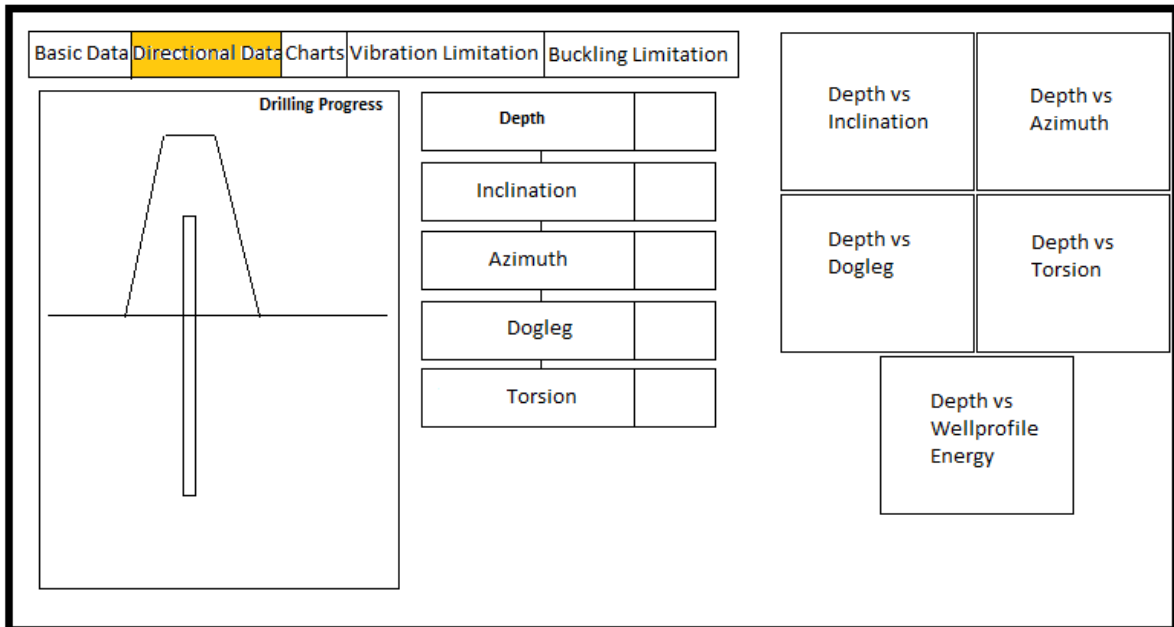 Basic Data Directional Data Charts Vibration Limitation Buckling Limitation
Drilling Progress
Depth
Inclination
Azimuth
Dogleg
Torsion
Depth vs
Inclination
Depth vs
Azimuth
Depth vs
Dogleg
Depth vs
Torsion
Depth vs
Wellprofile
Energy